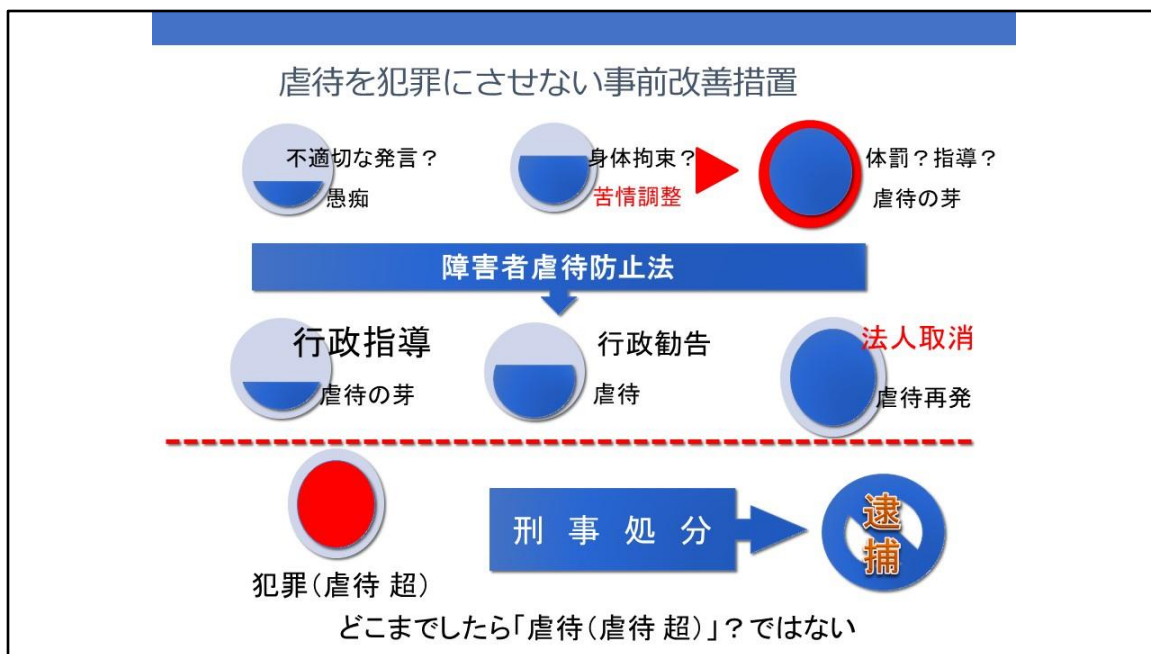 虐待を犯罪にさせない事前改善措置
不適切な発言？
愚痴
身体拘束？
苦情調整
体罰？指導？
虐待の芽
障害者虐待防止法
行政指導
虐待の芽
行政勧告
虐待
法人取消
虐待再発
犯罪（虐待 超）
刑 事 処 分
逮
捕
どこまでしたら「虐待（虐待 超）」？ではない